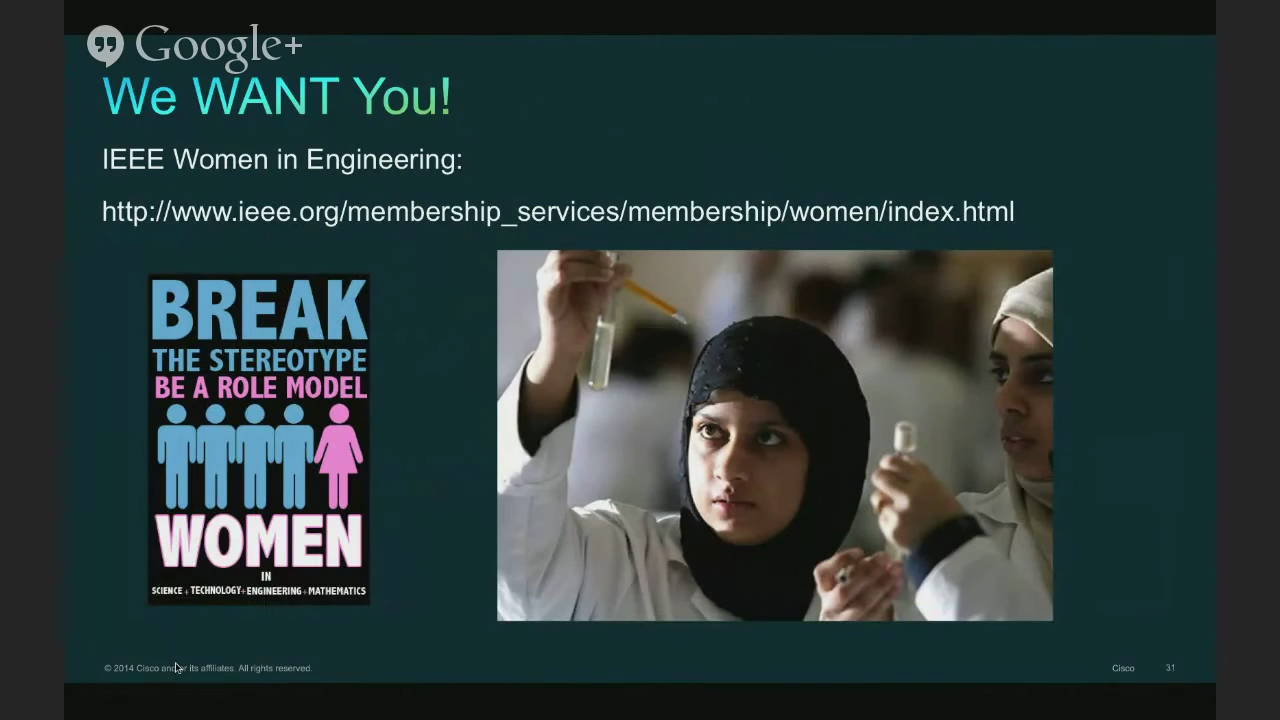 Google+
We WANT You!
IEEE Women in Engineering:
http://www.ieee.org/membership_services/membership/women/index.html
BREAK
THE STEREOTYPE
BE A ROLE MODEL
WOMEN
IN
SCIENCE + TECHNOLOGY + ENGINEERING + MATHEMATICS
© 2014 Cisco and/or its affiliates. All rights reserved.
Cisco 31